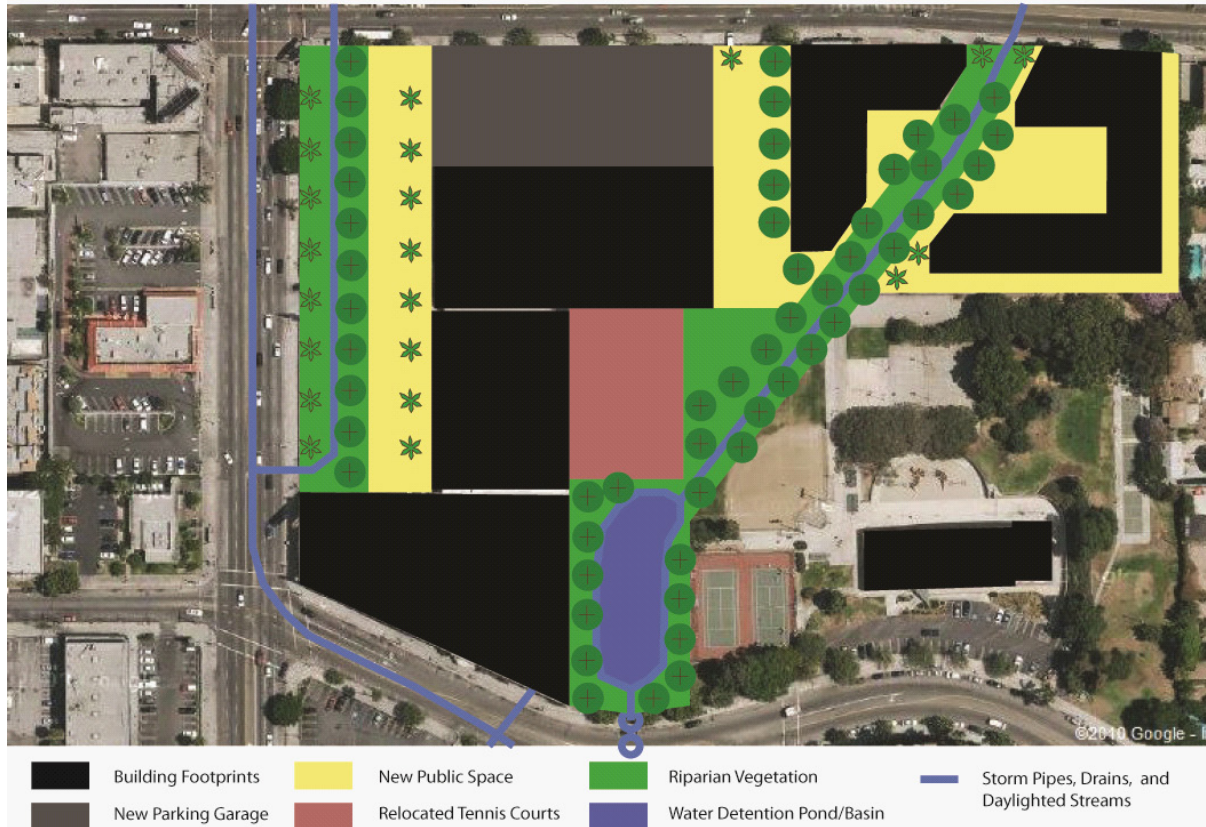 ©2010 Google -
Building Footprints
New Public Space
Riparian Vegetation
Storm Pipes, Drains, and
Daylighted Streams
New Parking Garage
Relocated Tennis Courts
Water Detention Pond/Basin